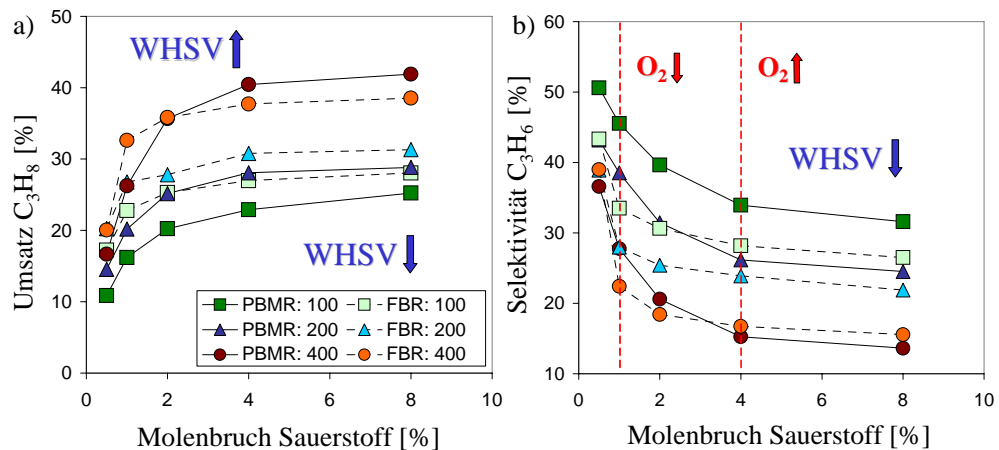 a)
Umsatz C₃H₈ [%]
50
40
30
20
10
0
WHSV
WHSV
PBMR: 100
FBR: 100
PBMR: 200
FBR: 200
PBMR: 400
FBR: 400
0 2 4 6 8 10
Molenbruch Sauerstoff [%]
b)
Selektivität C₃H₆ [%]
60
50
40
30
20
10
O₂
O₂
WHSV
0 2 4 6 8 10
Molenbruch Sauerstoff [%]